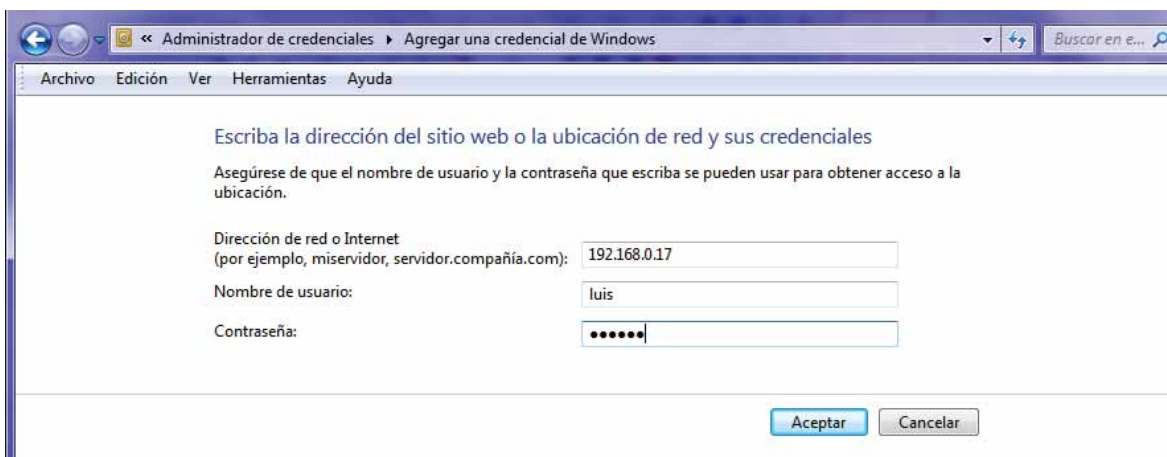 « Administrador de credenciales ▸ Agregar una credencial de Windows Buscar en e...
Archivo Edición Ver Herramientas Ayuda
Escriba la dirección del sitio web o la ubicación de red y sus credenciales
Asegúrese de que el nombre de usuario y la contraseña que escriba se pueden usar para obtener acceso a la
ubicación.
Dirección de red o Internet
(por ejemplo, miservidor, servidor.compañía.com): 192.168.0.17
Nombre de usuario: luis
Contraseña: ●●●●●●
Aceptar Cancelar